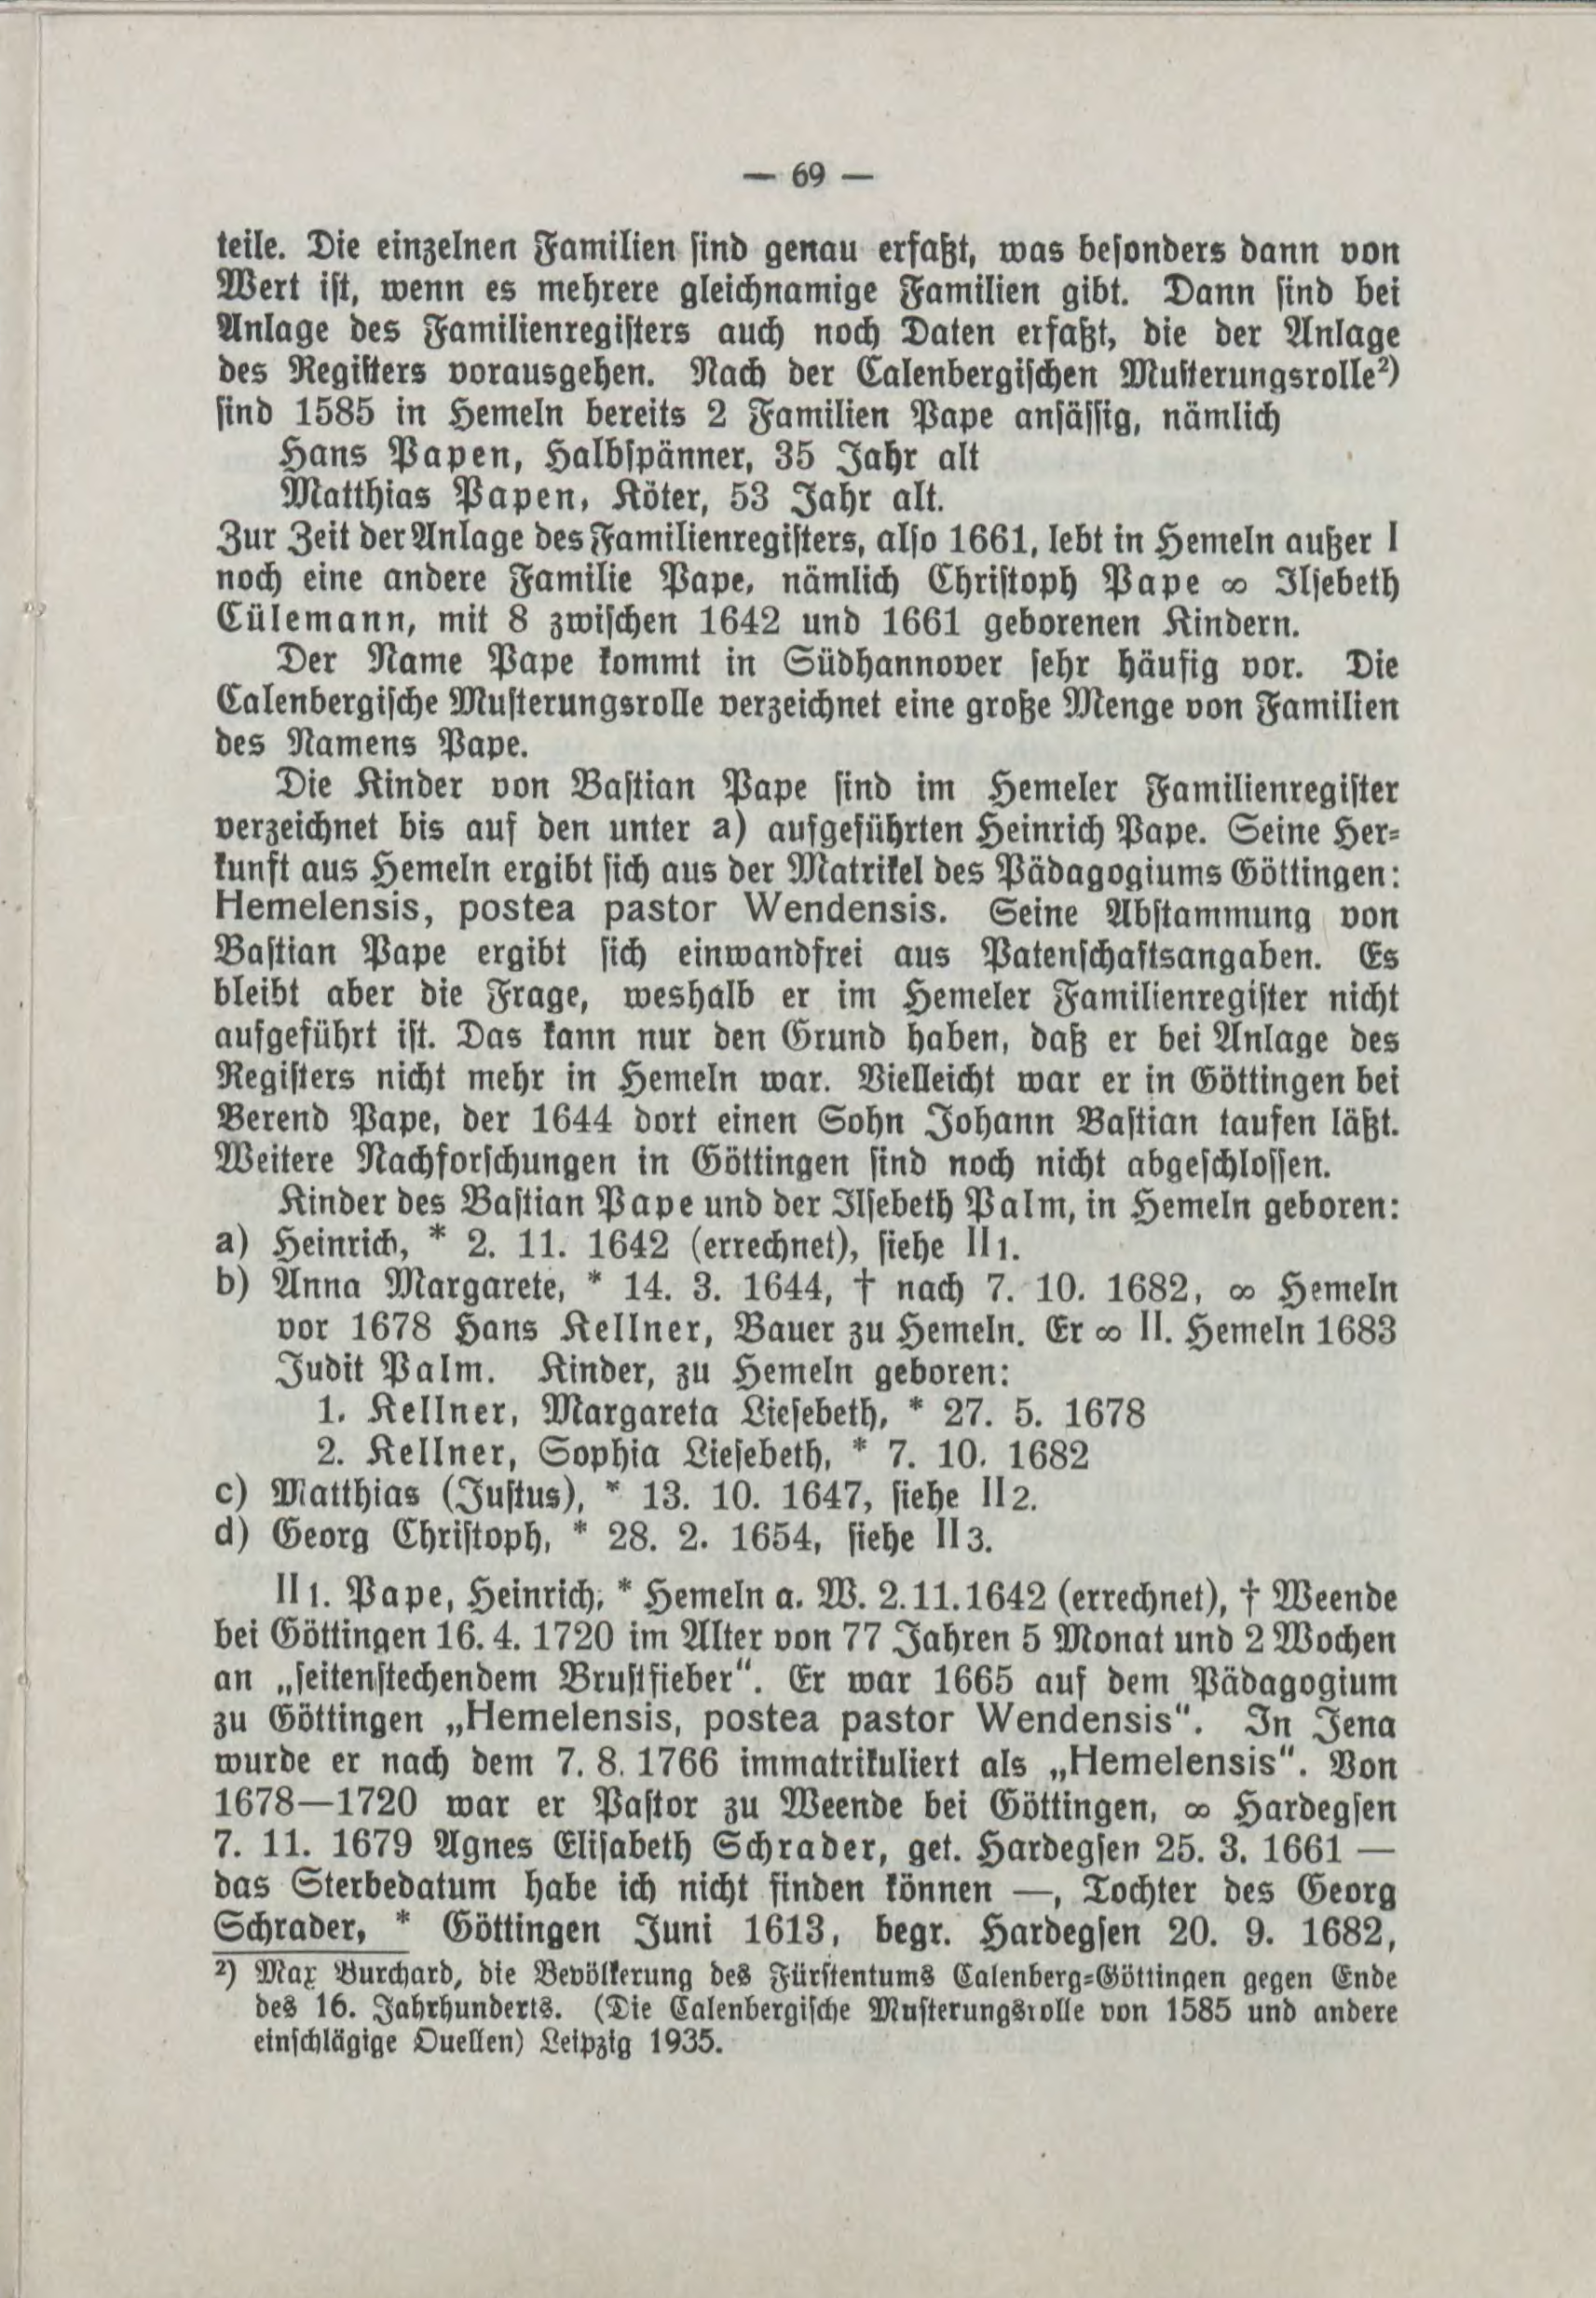 — 69 —
teile. Die einzelnen Familien sind genau erfaßt, was besonders dann von
Wert ist, wenn es mehrere gleichnamige Familien gibt. Dann sind bei
Anlage des Familienregisters auch noch Daten erfaßt, die der Anlage
des Registers vorausgehen. Nach der Calenbergischen Musterungsrolle²)
sind 1585 in Hemeln bereits 2 Familien Pape ansässig, nämlich
Hans Papen, Halbspänner, 35 Jahr alt
Matthias Papen, Köter, 53 Jahr alt.
Zur Zeit der Anlage des Familienregisters, also 1661, lebt in Hemeln außer I
noch eine andere Familie Pape, nämlich Christoph Pape ∞ Ilsebeth
Cülemann, mit 8 zwischen 1642 und 1661 geborenen Kindern.
Der Name Pape kommt in Südhannover sehr häufig vor. Die
Calenbergische Musterungsrolle verzeichnet eine große Menge von Familien
des Namens Pape.
Die Kinder von Bastian Pape sind im Hemeler Familienregister
verzeichnet bis auf den unter a) aufgeführten Heinrich Pape. Seine Her-
kunft aus Hemeln ergibt sich aus der Matrikel des Pädagogiums Göttingen:
Hemelensis, postea pastor Wendensis. Seine Abstammung von
Bastian Pape ergibt sich einwandfrei aus Patenschaftsangaben. Es
bleibt aber die Frage, weshalb er im Hemeler Familienregister nicht
aufgeführt ist. Das kann nur den Grund haben, daß er bei Anlage des
Registers nicht mehr in Hemeln war. Vielleicht war er in Göttingen bei
Berend Pape, der 1644 dort einen Sohn Johann Bastian taufen läßt.
Weitere Nachforschungen in Göttingen sind noch nicht abgeschlossen.
Kinder des Bastian Pape und der Ilsebeth Palm, in Hemeln geboren:
a) Heinrich, * 2. 11. 1642 (errechnet), siehe II 1.
b) Anna Margarete, * 14. 3. 1644, † nach 7. 10. 1682, ∞ Hemeln
vor 1678 Hans Kellner, Bauer zu Hemeln. Er ∞ II. Hemeln 1683
Judit Palm. Kinder, zu Hemeln geboren:
1. Kellner, Margareta Liesebeth, * 27. 5. 1678
2. Kellner, Sophia Liesebeth, * 7. 10. 1682
c) Matthias (Justus), * 13. 10. 1647, siehe II 2.
d) Georg Christoph, * 28. 2. 1654, siehe II 3.
II 1. Pape, Heinrich, * Hemeln a. W. 2. 11. 1642 (errechnet), † Weende
bei Göttingen 16. 4. 1720 im Alter von 77 Jahren 5 Monat und 2 Wochen
an „seitenstechendem Brustfieber“. Er war 1665 auf dem Pädagogium
zu Göttingen „Hemelensis, postea pastor Wendensis“. In Jena
wurde er nach dem 7. 8. 1766 immatrikuliert als „Hemelensis“. Von
1678—1720 war er Pastor zu Weende bei Göttingen, ∞ Hardegsen
7. 11. 1679 Agnes Elisabeth Schrader, get. Hardegsen 25. 3. 1661 —
das Sterbedatum habe ich nicht finden können —, Tochter des Georg
Schrader, * Göttingen Juni 1613, begr. Hardegsen 20. 9. 1682,
²) Max Burchard, die Bevölkerung des Fürstentums Calenberg-Göttingen gegen Ende
des 16. Jahrhunderts. (Die Calenbergische Musterungsrolle von 1585 und andere
einschlägige Quellen) Leipzig 1935.